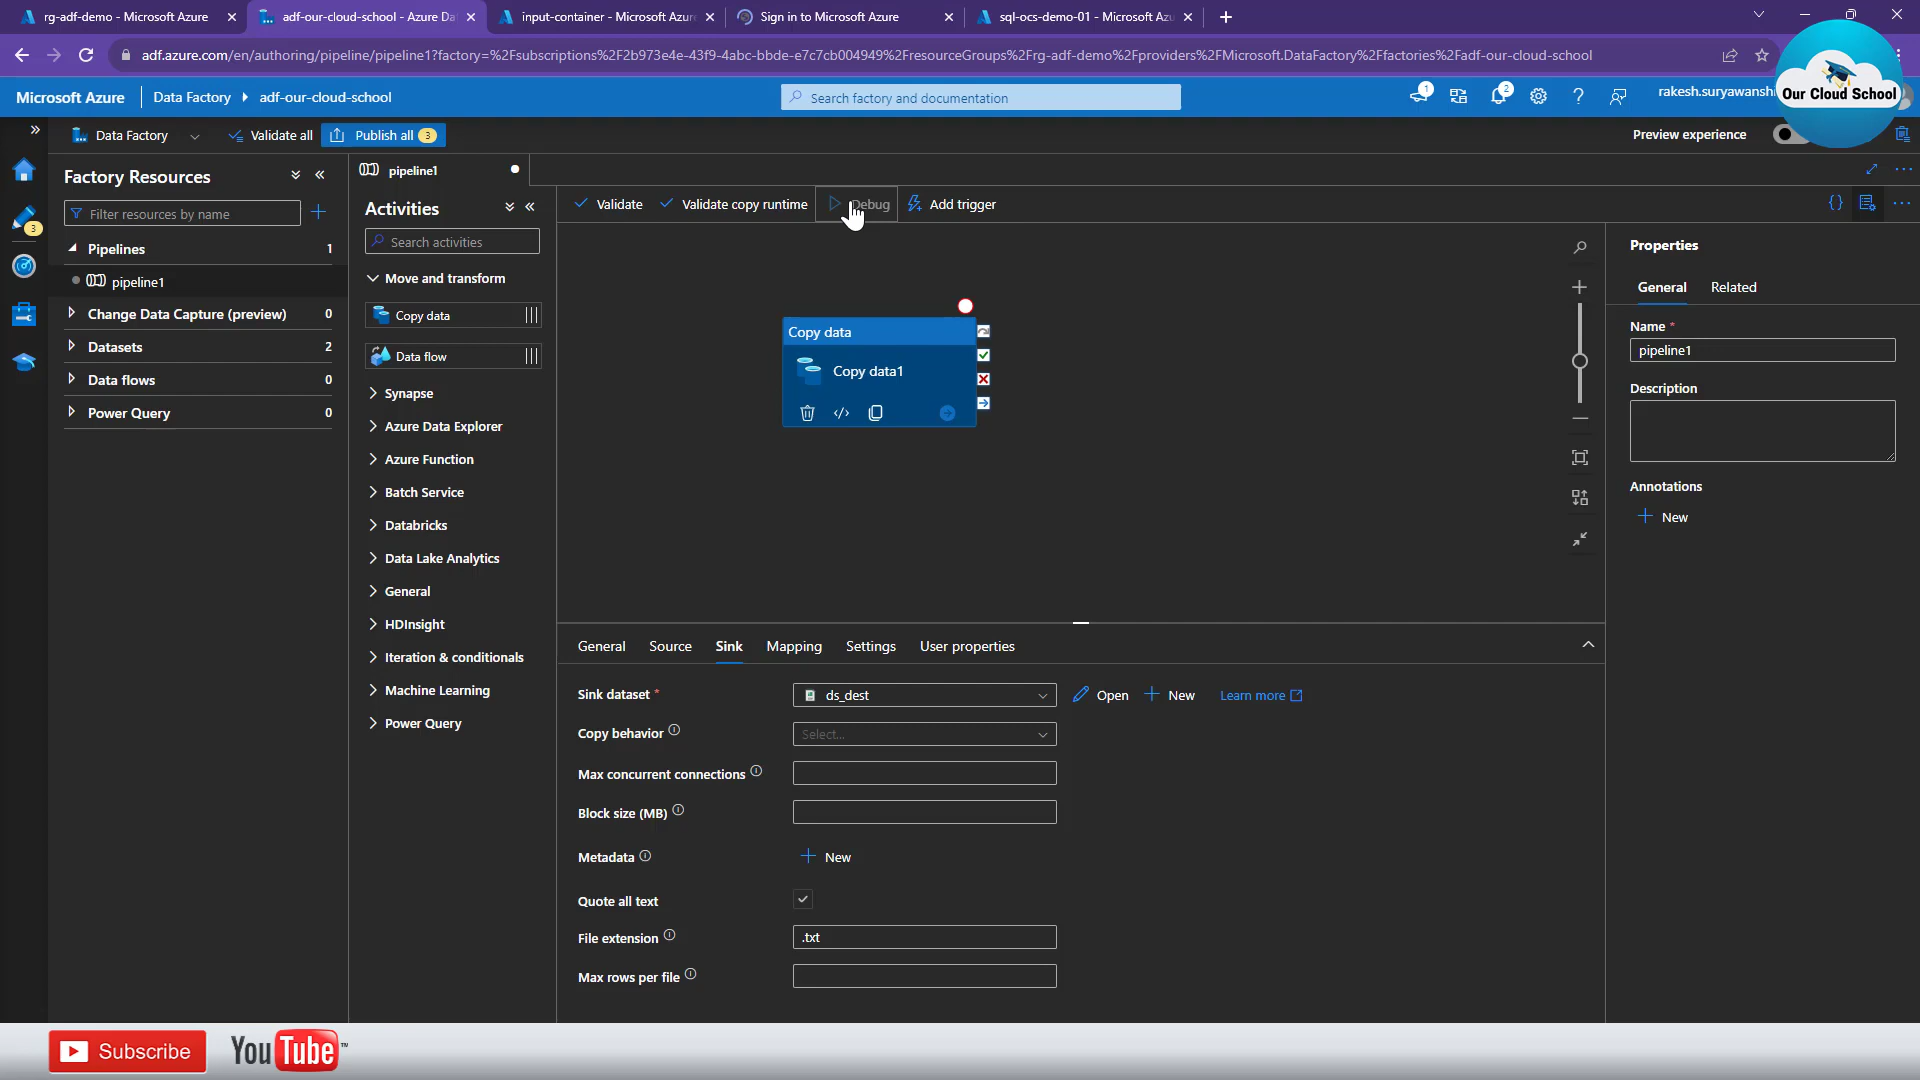 rg-adf-demo - Microsoft Azure
adf-our-cloud-school - Azure Da
input-container - Microsoft Azur
Sign in to Microsoft Azure
sql-ocs-demo-01 - Microsoft Az
adf.azure.com/en/authoring/pipeline/pipeline1?factory=%2Fsubscriptions%2F2b973e4e-43f9-4abc-bbde-e7c7cb004949%2FresourceGroups%2Frg-adf-demo%2Fproviders%2FMicrosoft.DataFactory%2Ffactories%2Fadf-our-cloud-school
Microsoft Azure
Data Factory
adf-our-cloud-school
Search factory and documentation
1
2
rakesh.suryawansh
Our Cloud School
Data Factory
Validate all
Publish all 3
Preview experience
Factory Resources
pipeline1
Filter resources by name
3
Pipelines 1
pipeline1
Change Data Capture (preview) 0
Datasets 2
Data flows 0
Power Query 0
Activities
Search activities
Move and transform
Copy data
Data flow
Synapse
Azure Data Explorer
Azure Function
Batch Service
Databricks
Data Lake Analytics
General
HDInsight
Iteration & conditionals
Machine Learning
Power Query
Validate
Validate copy runtime
Debug
Add trigger
Copy data
Copy data1
General
Source
Sink
Mapping
Settings
User properties
Sink dataset *
ds_dest
Open
New
Learn more
Copy behavior
Select...
Max concurrent connections
Block size (MB)
Metadata
New
Quote all text
File extension
.txt
Max rows per file
Properties
General
Related
Name *
pipeline1
Description
Annotations
New
Subscribe
YouTube
TM